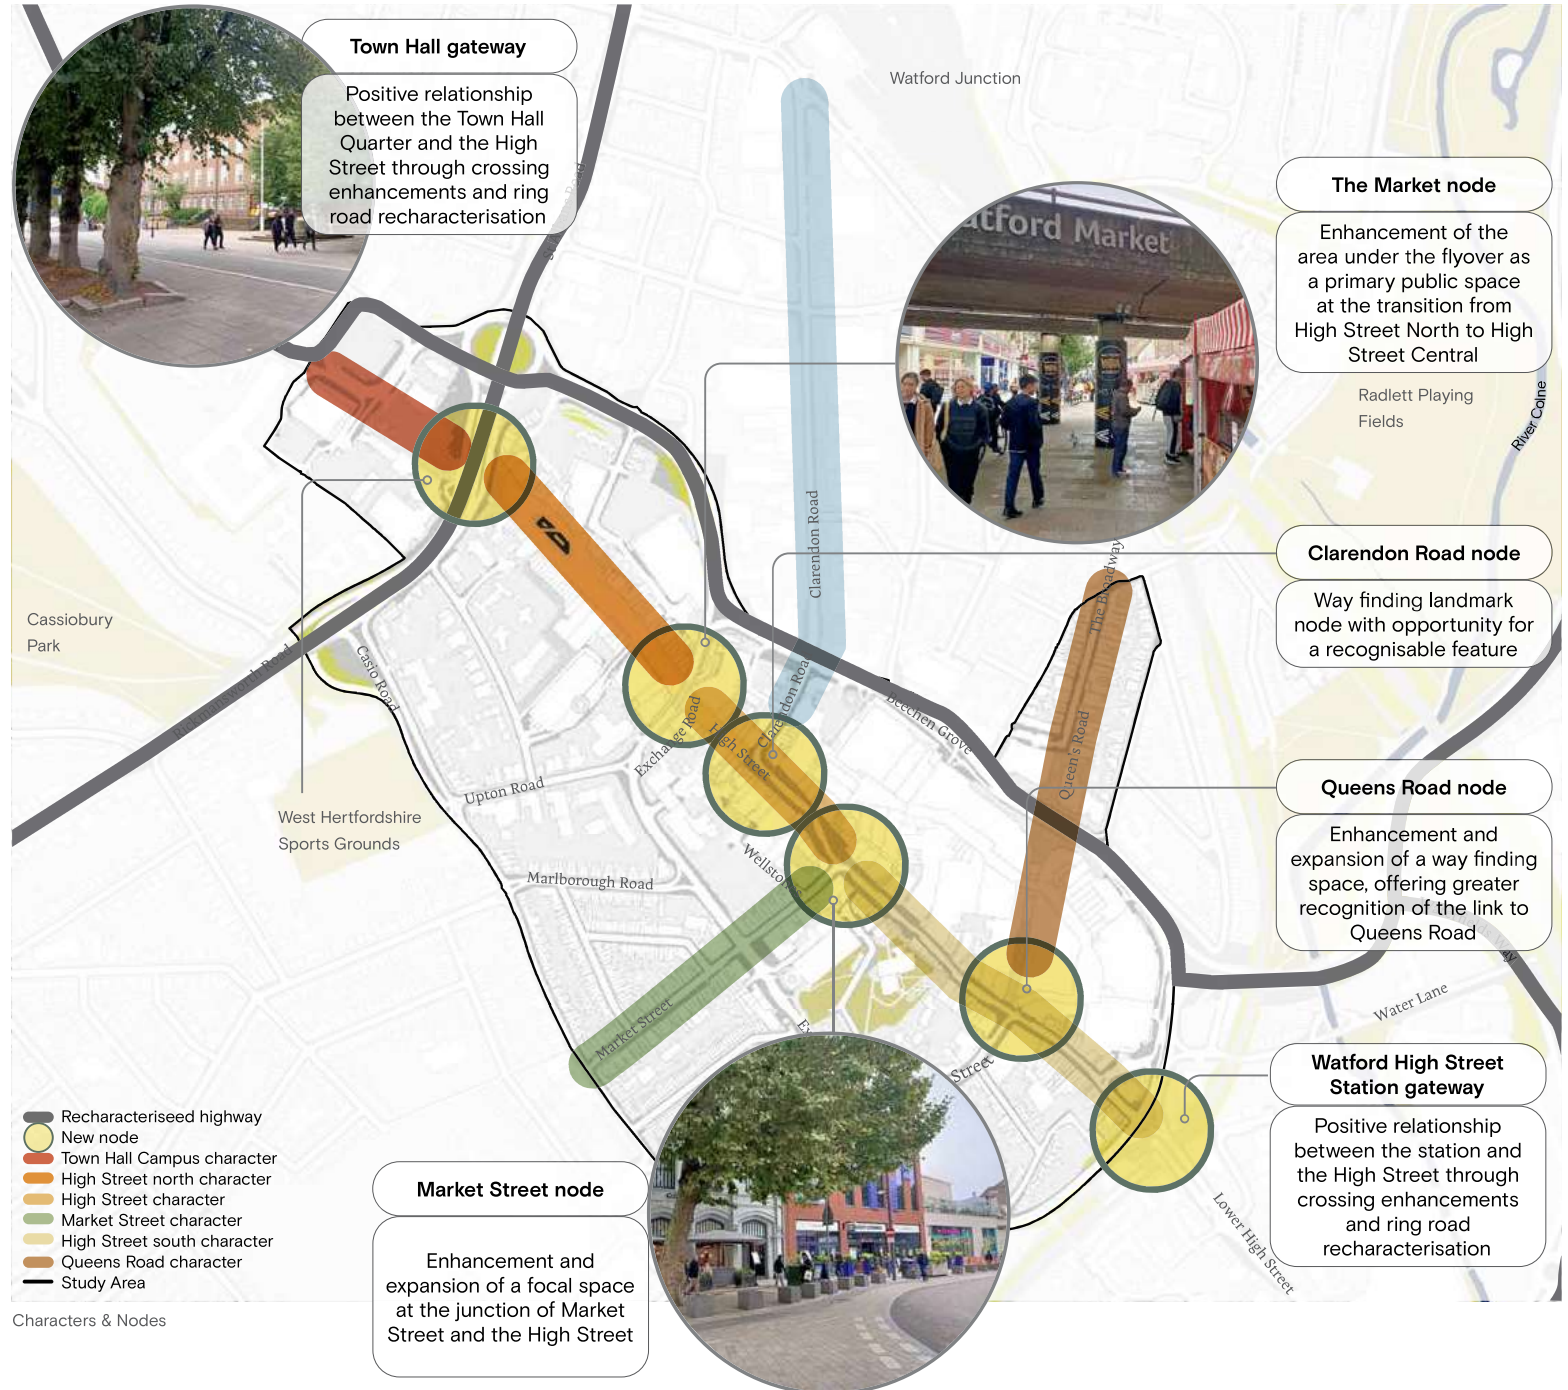 Town Hall gateway
Positive relationship
between the Town Hall
Quarter and the High
Street through crossing
enhancements and ring
road recharacterisation
Watford Junction
The Market node
Enhancement of the
area under the flyover as
a primary public space
at the transition from
High Street North to High
Street Central
atford Market
Radlett Playing
Fields
River Colne
Clarendon Road
The Broadway
Clarendon Road node
Way finding landmark
node with opportunity for
a recognisable feature
Cassiobury
Park
Rickmansworth Road
Casio Road
Exchange Road
High Street
Clarendon Roa
Beechen Grove
Queen's Road
Upton Road
West Hertfordshire
Sports Grounds
Queens Road node
Enhancement and
expansion of a way finding
space, offering greater
recognition of the link to
Queens Road
Wellstones
Marlborough Road
Market Street
Ex
Street
Water Lane
Watford High Street
Station gateway
Positive relationship
between the station and
the High Street through
crossing enhancements
and ring road
recharacterisation
Lower High Street
Market Street node
Enhancement and
expansion of a focal space
at the junction of Market
Street and the High Street
Recharacteriseed highway
New node
Town Hall Campus character
High Street north character
High Street character
Market Street character
High Street south character
Queens Road character
Study Area
Characters & Nodes